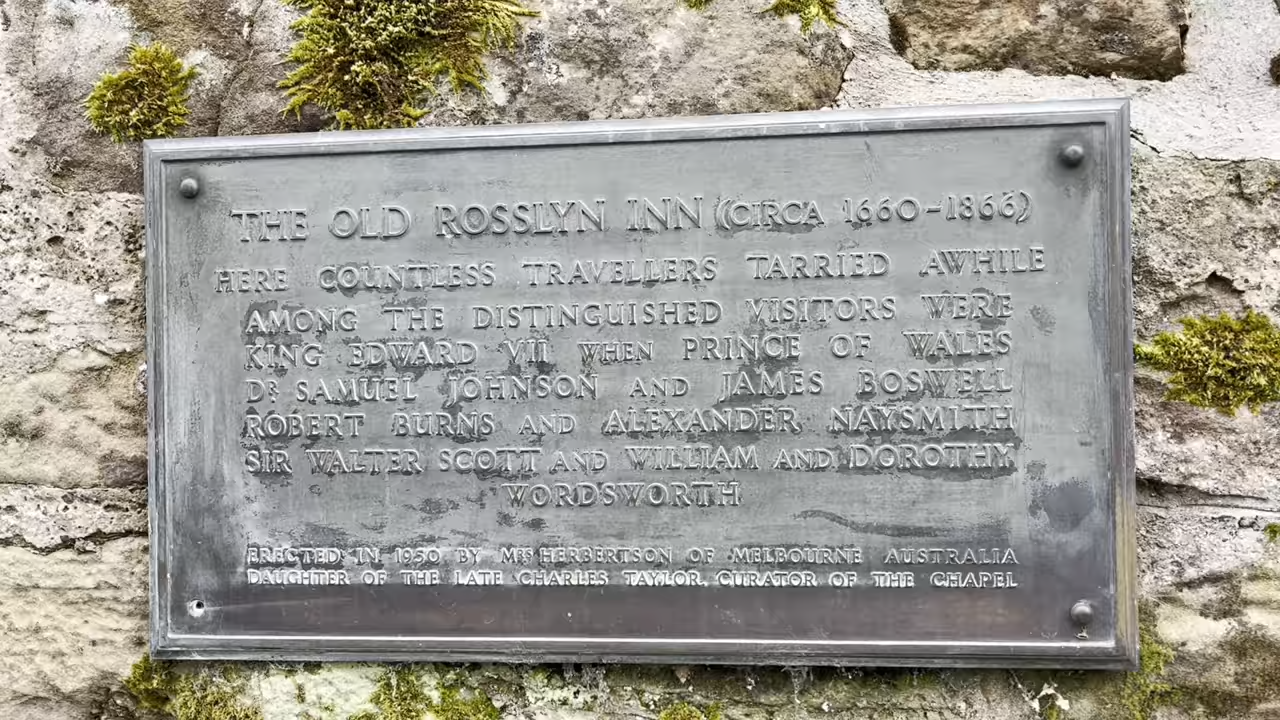 THE OLD ROSSLYN INN (CIRCA 1660-1866)
HERE COUNTLESS TRAVELLERS TARRIED AWHILE
AMONG THE DISTINGUISHED VISITORS WERE
KING EDWARD VII WHEN PRINCE OF WALES
DR SAMUEL JOHNSON AND JAMES BOSWELL
ROBERT BURNS AND ALEXANDER NAYSMITH
SIR WALTER SCOTT AND WILLIAM AND DOROTHY
WORDSWORTH
ERECTED IN 1950 BY MRS HERBERTSON OF MELBOURNE AUSTRALIA
DAUGHTER OF THE LATE CHARLES TAYLOR. CURATOR OF THE CHAPEL